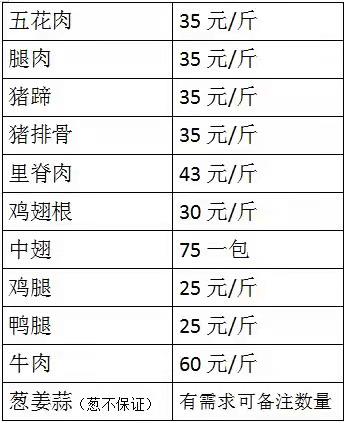 五花肉 35 元/斤
腿肉 35 元/斤
猪蹄 35 元/斤
猪排骨 35 元/斤
里脊肉 43 元/斤
鸡翅根 30 元/斤
中翅 75 一包
鸡腿 25 元/斤
鸭腿 25 元/斤
牛肉 60 元/斤
葱姜蒜（葱不保证） 有需求可备注数量